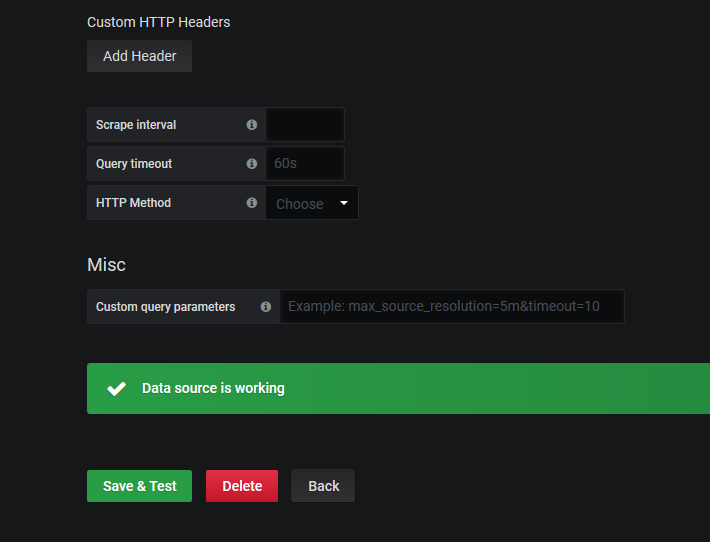 Custom HTTP Headers
Add Header
Scrape interval
Query timeout 60s
HTTP Method Choose
Misc
Custom query parameters Example: max_source_resolution=5m&timeout=10
Data source is working
Save & Test Delete Back